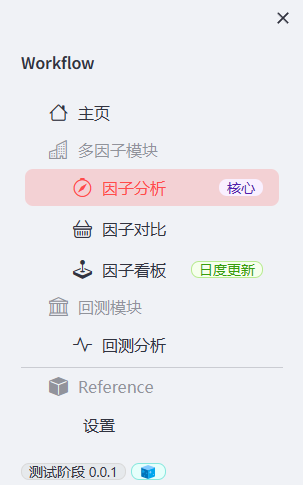 Workflow
主页
多因子模块
因子分析 核心
因子对比
因子看板 日度更新
回测模块
回测分析
Reference
设置
测试阶段 0.0.1